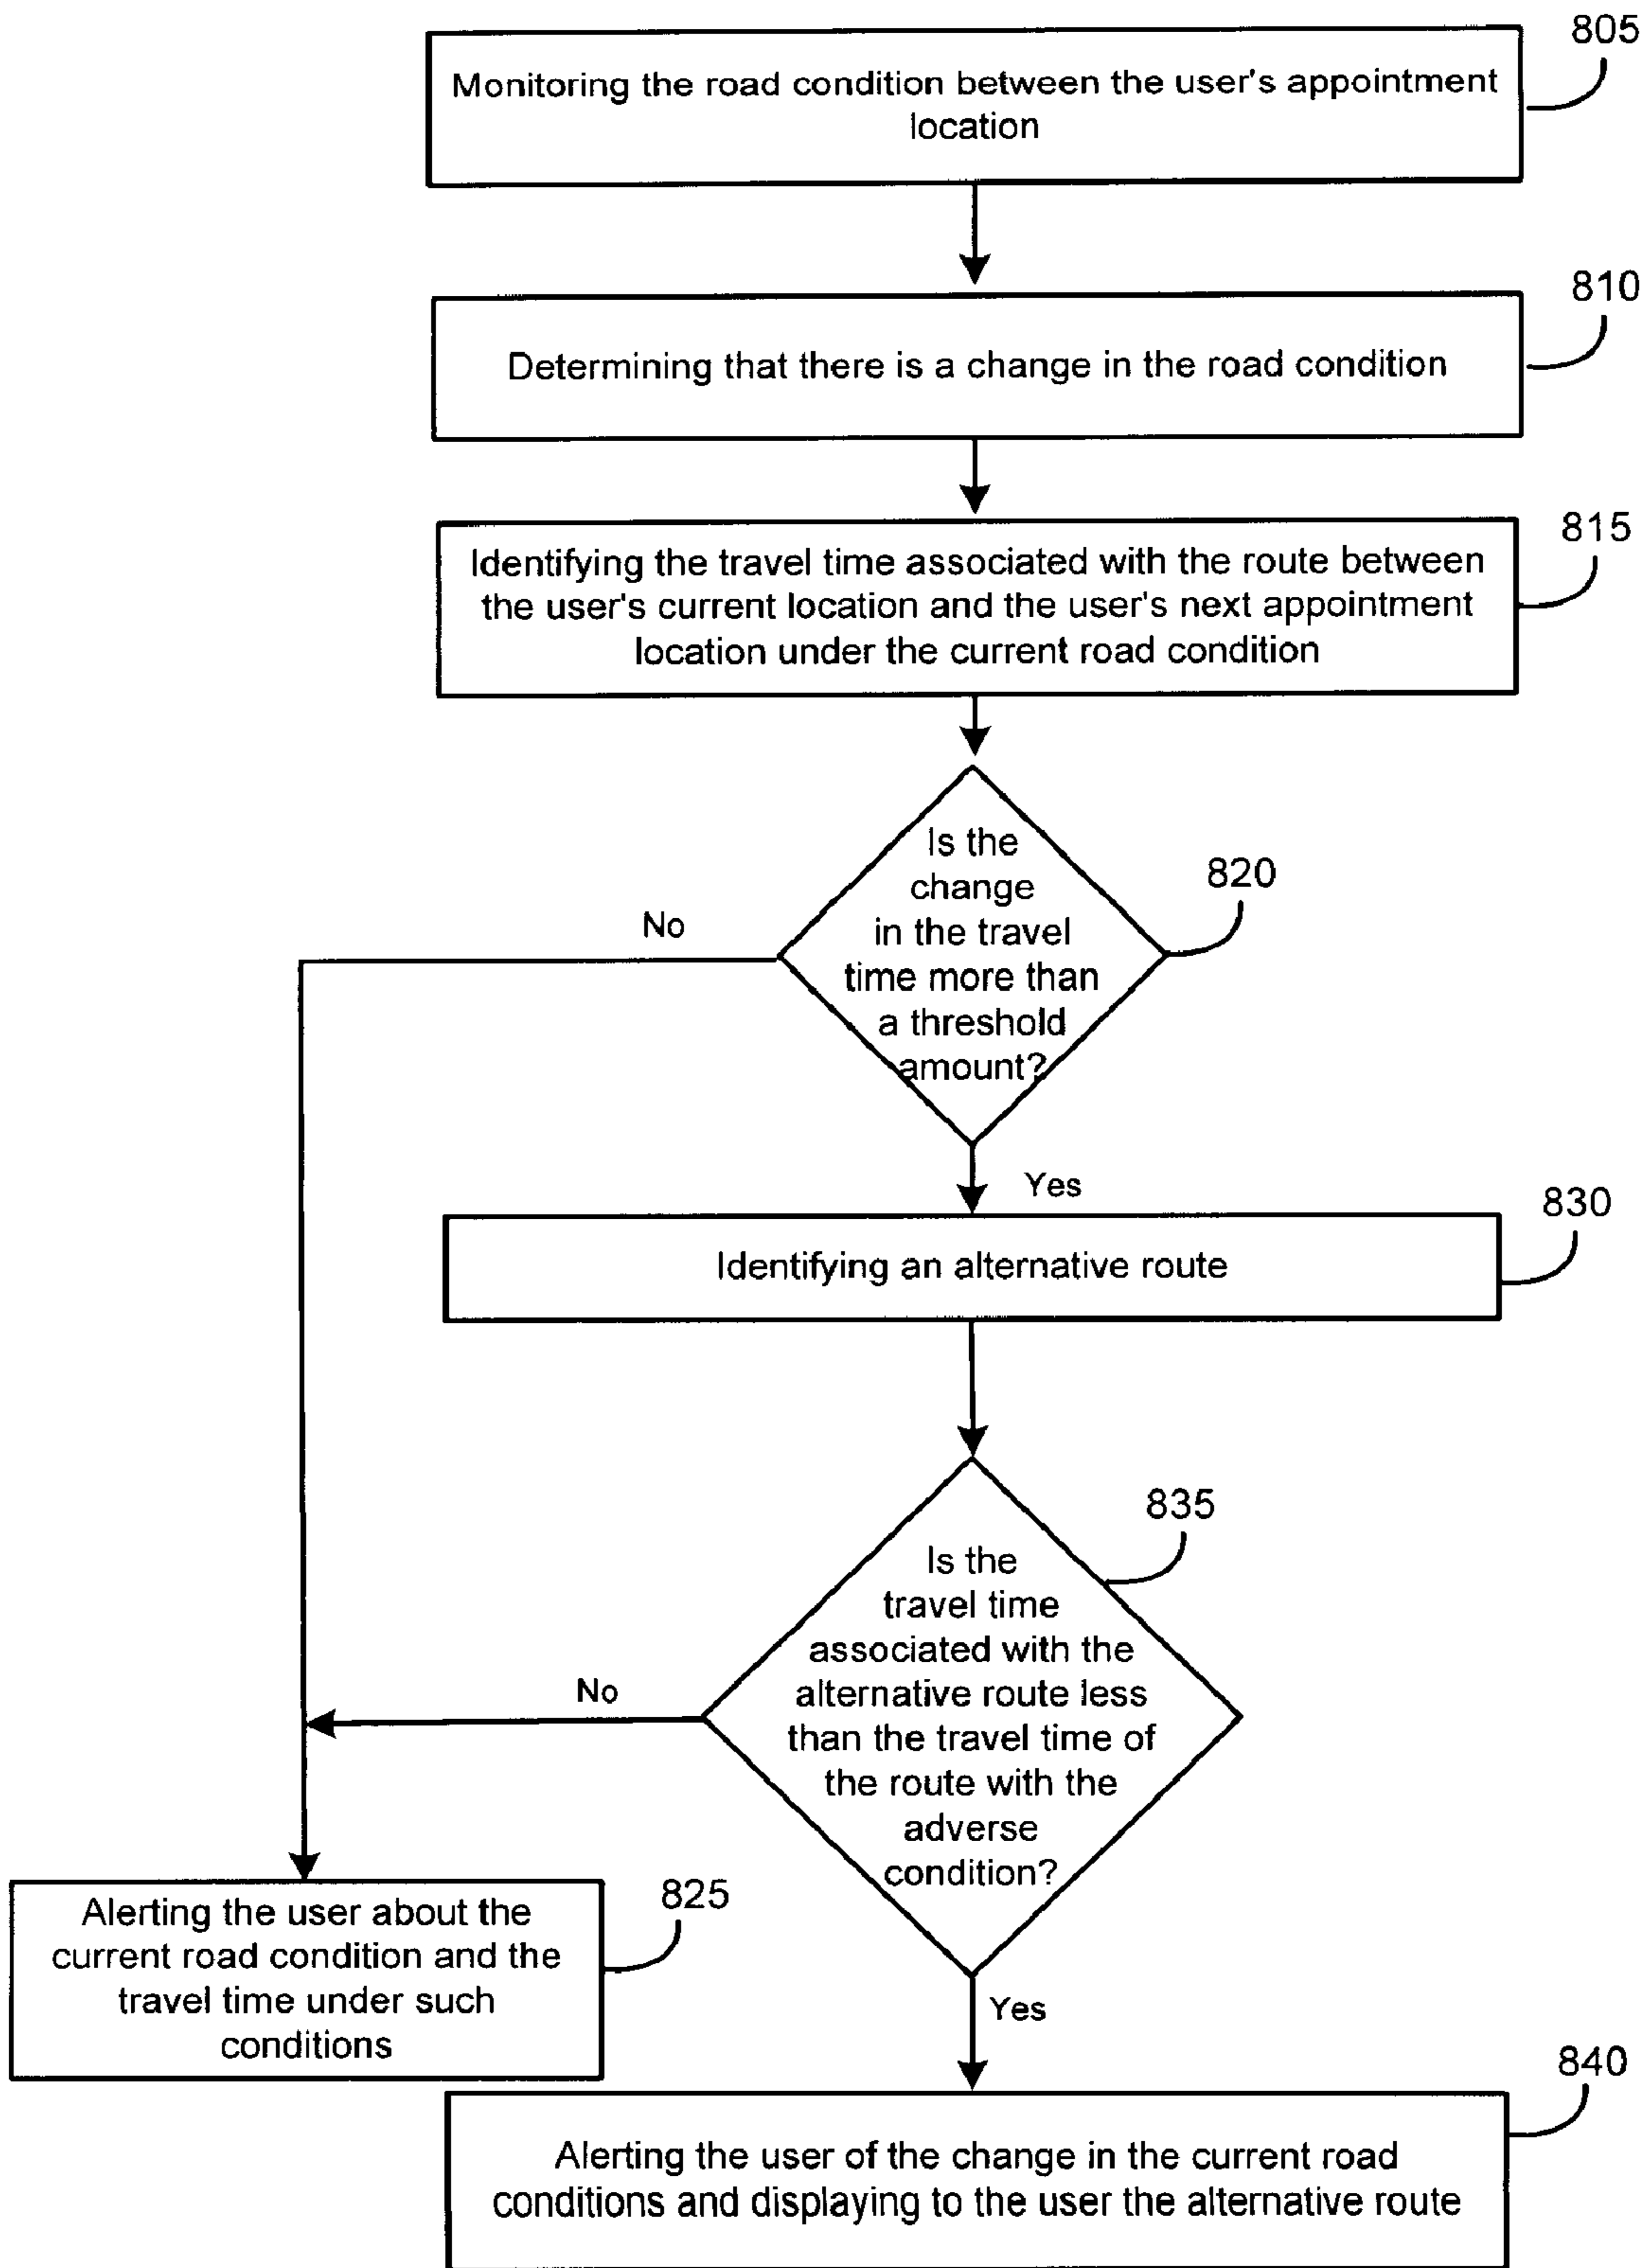 805
Monitoring the road condition between the user's appointment
location
810
Determining that there is a change in the road condition
815
Identifying the travel time associated with the route between
the user's current location and the user's next appointment
location under the current road condition
Is the
change
in the travel
time more than
a threshold
amount?
820
No
Yes
830
Identifying an alternative route
835
Is the
travel time
associated with the
alternative route less
than the travel time of
the route with the
adverse
condition?
No
825
Alerting the user about the
current road condition and the
travel time under such
conditions
Yes
840
Alerting the user of the change in the current road
conditions and displaying to the user the alternative route